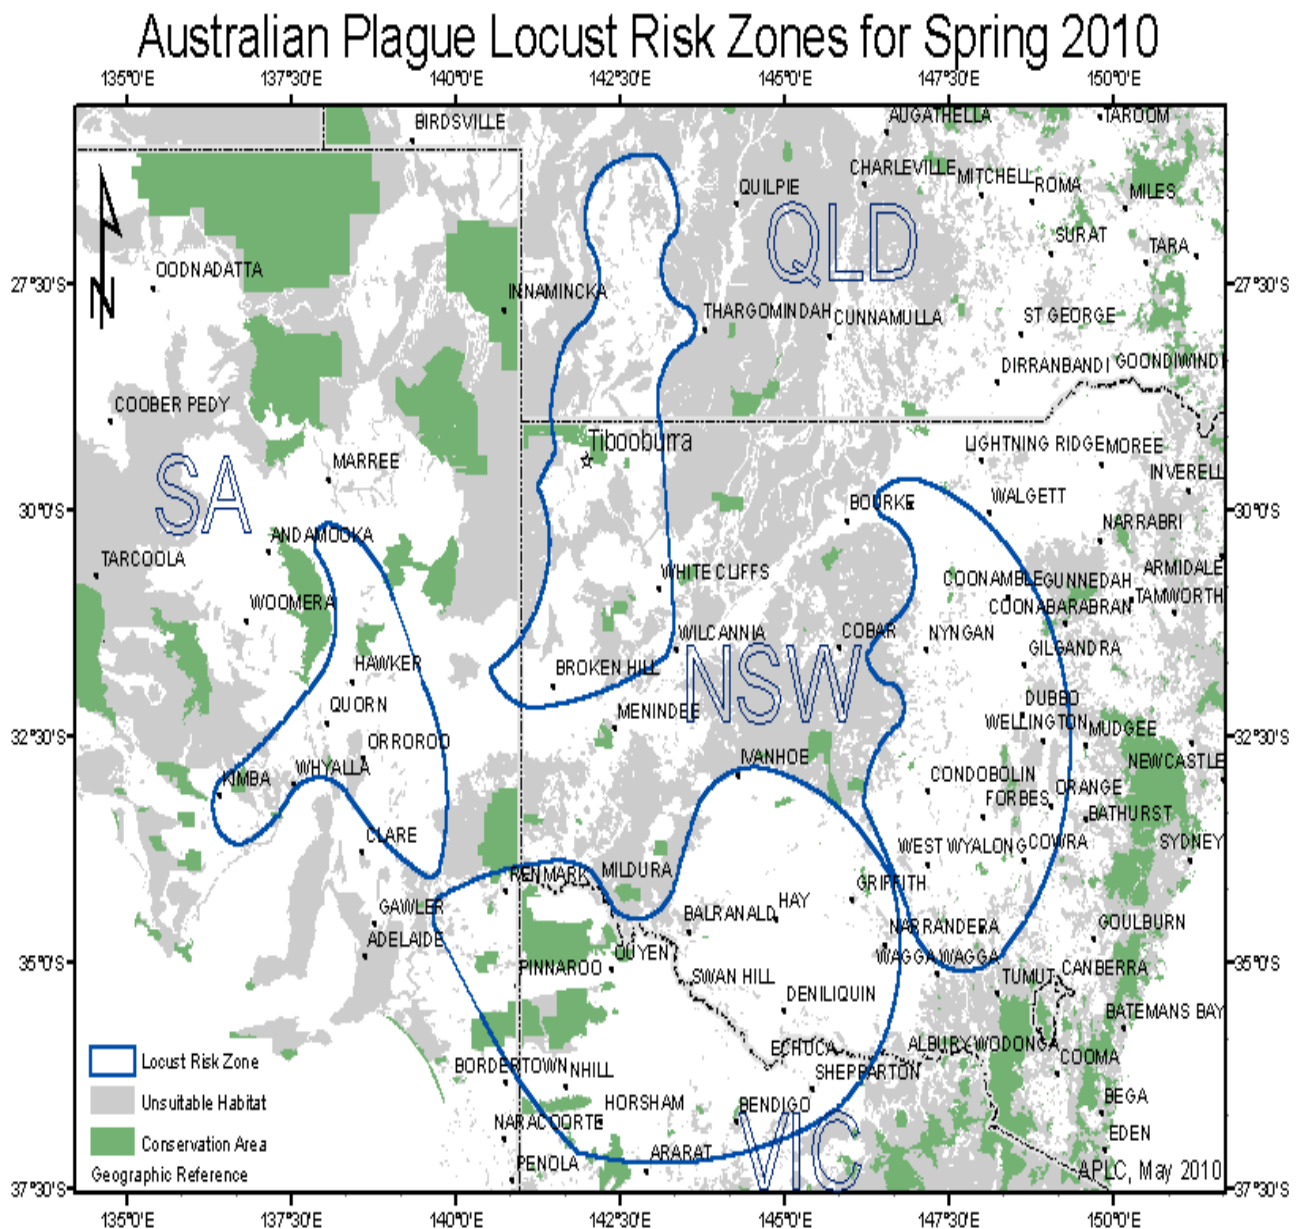 Australian Plague Locust Risk Zones for Spring 2010
135°0'E 137°30'E 140°0'E 142°30'E 145°0'E 147°30'E 150°0'E
BIRDSVILLE
AUGATHELLA
TAROOM
CHARLEVILLE
MITCHELL
ROMA
MILES
QUILPIE
QLD
SURAT
TARA
OODNADATTA
27°30'S
27°30'S
INNAMINCKA
THARGOMINDAH
CUNNAMULLA
ST GEORGE
DIRRANBANDI
GOONDIWINDI
COOBER PEDY
Tibooburra
LIGHTNING RIDGE
MOREE
MARREE
INVERELL
SA
BOURKE
WALGETT
30°0'S
30°0'S
NARRABRI
ANDAMOOKA
TARCOOLA
WHITE CLIFFS
COONAMBLE
GUNNEDAH
ARMIDALE
WOOMERA
COONABARABRAN
TAMWORTH
WILCANNIA
COBAR
NYNGAN
GILGANDRA
HAWKER
BROKEN HILL
NSW
QUORN
MENINDEE
DUBBO
WELLINGTON
MUDGEE
32°30'S
32°30'S
ORROROO
IVANHOE
NEWCASTLE
KIMBA
WHYALLA
CONDOBOLIN
ORANGE
FORBES
BATHURST
CLARE
WEST WYALONG
COWRA
SYDNEY
RENMARK
MILDURA
GRIFFITH
GAWLER
BALRANALD
HAY
NARRANDERA
GOULBURN
ADELAIDE
35°0'S
OUYEN
WAGGA WAGGA
35°0'S
PINNAROO
SWAN HILL
TUMUT
CANBERRA
DENILIQUIN
BATEMANS BAY
ECHUCA
ALBURY-WODONGA
COOMA
BORDERTOWN
NHILL
SHEPPARTON
HORSHAM
BENDIGO
BEGA
NARACOORTE
VIC
EDEN
ARARAT
PENOLA
N
Locust Risk Zone
Unsuitable Habitat
Conservation Area
Geographic Reference
APLC, May 2010
37°30'S
37°30'S
135°0'E 137°30'E 140°0'E 142°30'E 145°0'E 147°30'E 150°0'E